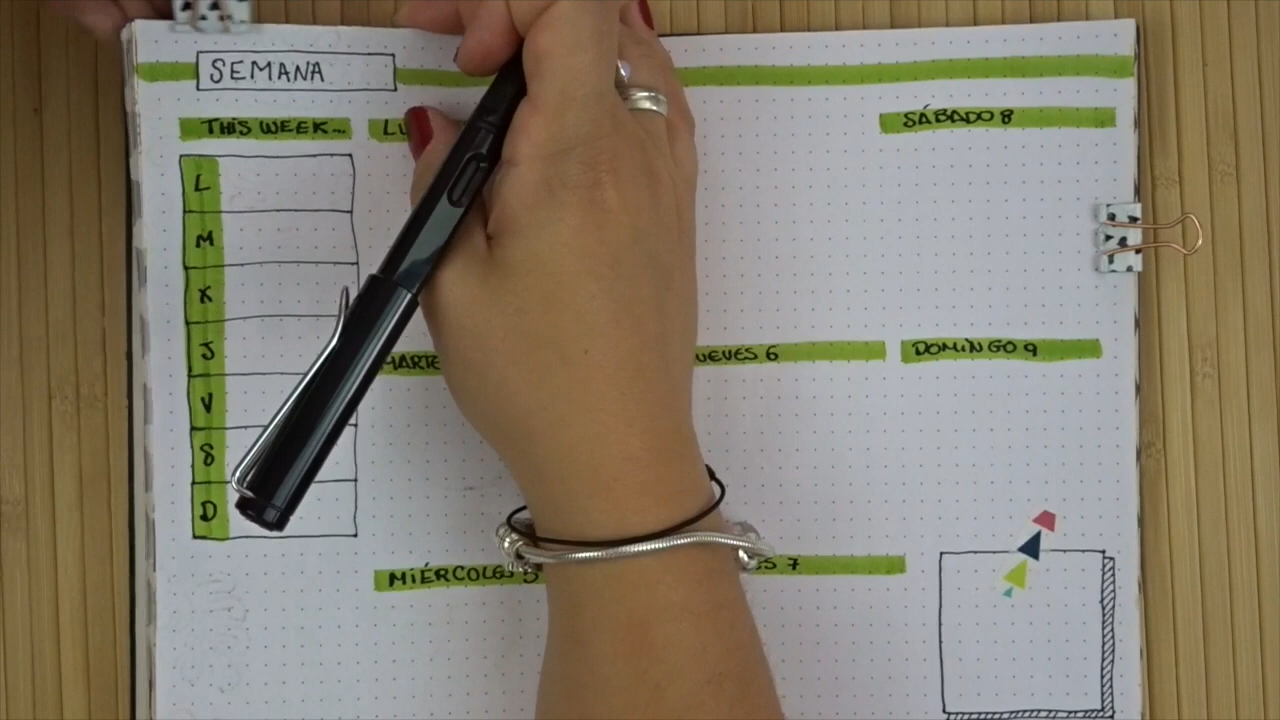 SEMANA
THIS WEEK...
SÁBADO 8
L
M
X
J
V
S
D
DOMINGO 9
MIÉRCOLES 5